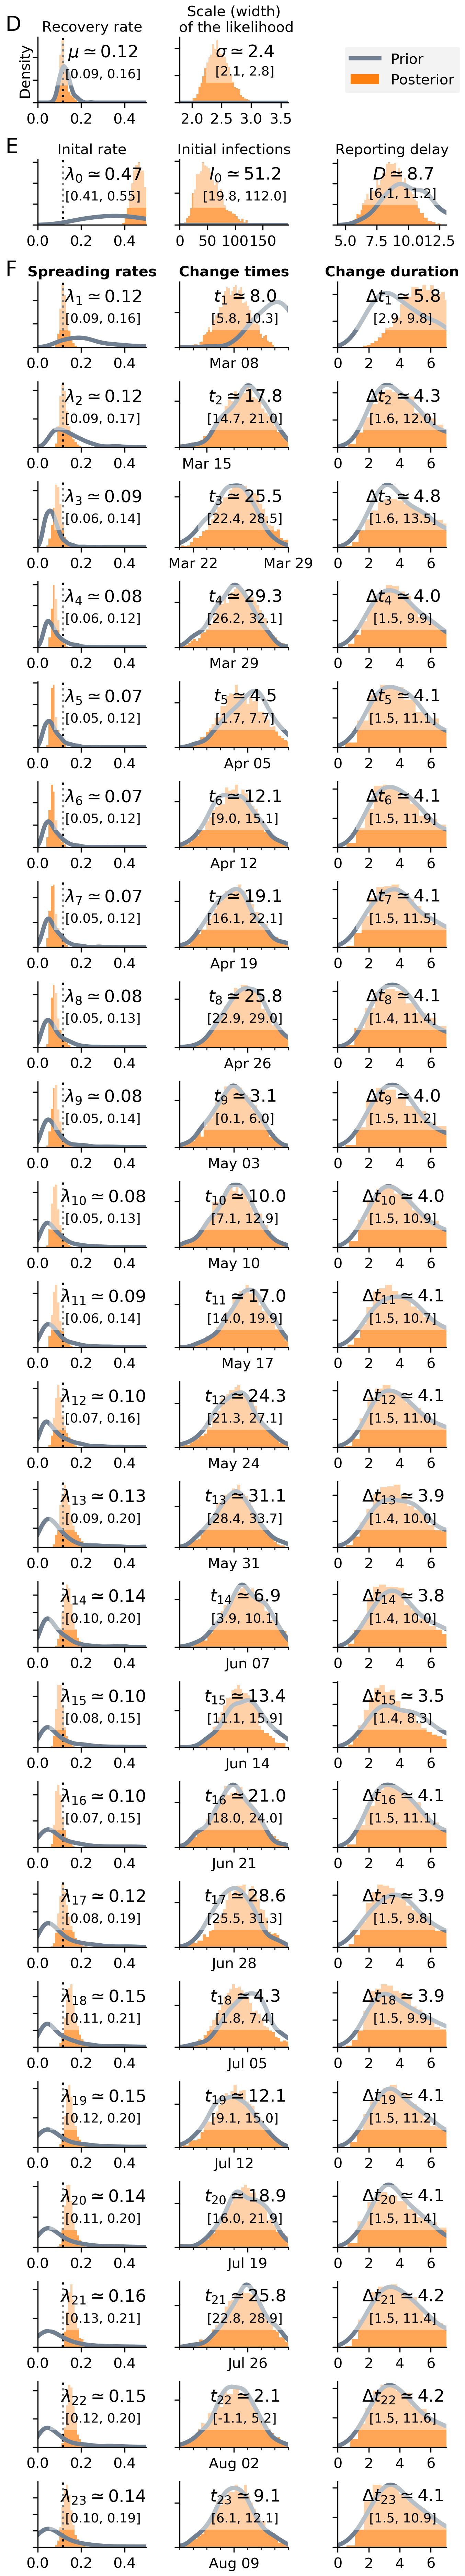 D
Recovery rate
Scale (width)
of the likelihood
Density
μ ≃ 0.12
[0.09, 0.16]
σ ≃ 2.4
[2.1, 2.8]
Prior
Posterior
0.0 0.2 0.4
2.0 2.5 3.0 3.5
E
Inital rate
Initial infections
Reporting delay
λ0 ≃ 0.47
[0.41, 0.55]
I0 ≃ 51.2
[19.8, 112.0]
D ≃ 8.7
[6.1, 11.2]
0.0 0.2 0.4
0 50 100 150
5.0 7.5 10.0 12.5
F
Spreading rates
Change times
Change duration
λ1 ≃ 0.12
[0.09, 0.16]
t1 ≃ 8.0
[5.8, 10.3]
Δt1 ≃ 5.8
[2.9, 9.8]
0.0 0.2 0.4
Mar 08
0 2 4 6
λ2 ≃ 0.12
[0.09, 0.17]
t2 ≃ 17.8
[14.7, 21.0]
Δt2 ≃ 4.3
[1.6, 12.0]
0.0 0.2 0.4
Mar 15
0 2 4 6
λ3 ≃ 0.09
[0.06, 0.14]
t3 ≃ 25.5
[22.4, 28.5]
Δt3 ≃ 4.8
[1.6, 13.5]
0.0 0.2 0.4
Mar 22 Mar 29
0 2 4 6
λ4 ≃ 0.08
[0.06, 0.12]
t4 ≃ 29.3
[26.2, 32.1]
Δt4 ≃ 4.0
[1.5, 9.9]
0.0 0.2 0.4
Mar 29
0 2 4 6
λ5 ≃ 0.07
[0.05, 0.12]
t5 ≃ 4.5
[1.7, 7.7]
Δt5 ≃ 4.1
[1.5, 11.1]
0.0 0.2 0.4
Apr 05
0 2 4 6
λ6 ≃ 0.07
[0.05, 0.12]
t6 ≃ 12.1
[9.0, 15.1]
Δt6 ≃ 4.1
[1.5, 11.9]
0.0 0.2 0.4
Apr 12
0 2 4 6
λ7 ≃ 0.07
[0.05, 0.12]
t7 ≃ 19.1
[16.1, 22.1]
Δt7 ≃ 4.1
[1.5, 11.5]
0.0 0.2 0.4
Apr 19
0 2 4 6
λ8 ≃ 0.08
[0.05, 0.13]
t8 ≃ 25.8
[22.9, 29.0]
Δt8 ≃ 4.1
[1.4, 11.4]
0.0 0.2 0.4
Apr 26
0 2 4 6
λ9 ≃ 0.08
[0.05, 0.14]
t9 ≃ 3.1
[0.1, 6.0]
Δt9 ≃ 4.0
[1.5, 11.2]
0.0 0.2 0.4
May 03
0 2 4 6
λ10 ≃ 0.08
[0.05, 0.13]
t10 ≃ 10.0
[7.1, 12.9]
Δt10 ≃ 4.0
[1.5, 10.9]
0.0 0.2 0.4
May 10
0 2 4 6
λ11 ≃ 0.09
[0.06, 0.14]
t11 ≃ 17.0
[14.0, 19.9]
Δt11 ≃ 4.1
[1.5, 10.7]
0.0 0.2 0.4
May 17
0 2 4 6
λ12 ≃ 0.10
[0.07, 0.16]
t12 ≃ 24.3
[21.3, 27.1]
Δt12 ≃ 4.1
[1.5, 11.0]
0.0 0.2 0.4
May 24
0 2 4 6
λ13 ≃ 0.13
[0.09, 0.20]
t13 ≃ 31.1
[28.4, 33.7]
Δt13 ≃ 3.9
[1.4, 10.0]
0.0 0.2 0.4
May 31
0 2 4 6
λ14 ≃ 0.14
[0.10, 0.20]
t14 ≃ 6.9
[3.9, 10.1]
Δt14 ≃ 3.8
[1.4, 10.0]
0.0 0.2 0.4
Jun 07
0 2 4 6
λ15 ≃ 0.10
[0.08, 0.15]
t15 ≃ 13.4
[11.1, 15.9]
Δt15 ≃ 3.5
[1.4, 8.3]
0.0 0.2 0.4
Jun 14
0 2 4 6
λ16 ≃ 0.10
[0.07, 0.15]
t16 ≃ 21.0
[18.0, 24.0]
Δt16 ≃ 4.1
[1.5, 11.1]
0.0 0.2 0.4
Jun 21
0 2 4 6
λ17 ≃ 0.12
[0.08, 0.19]
t17 ≃ 28.6
[25.5, 31.3]
Δt17 ≃ 3.9
[1.5, 9.8]
0.0 0.2 0.4
Jun 28
0 2 4 6
λ18 ≃ 0.15
[0.11, 0.21]
t18 ≃ 4.3
[1.8, 7.4]
Δt18 ≃ 3.9
[1.5, 9.9]
0.0 0.2 0.4
Jul 05
0 2 4 6
λ19 ≃ 0.15
[0.12, 0.20]
t19 ≃ 12.1
[9.1, 15.0]
Δt19 ≃ 4.1
[1.5, 11.2]
0.0 0.2 0.4
Jul 12
0 2 4 6
λ20 ≃ 0.14
[0.11, 0.20]
t20 ≃ 18.9
[16.0, 21.9]
Δt20 ≃ 4.1
[1.5, 11.4]
0.0 0.2 0.4
Jul 19
0 2 4 6
λ21 ≃ 0.16
[0.13, 0.21]
t21 ≃ 25.8
[22.8, 28.9]
Δt21 ≃ 4.2
[1.5, 11.4]
0.0 0.2 0.4
Jul 26
0 2 4 6
λ22 ≃ 0.15
[0.12, 0.20]
t22 ≃ 2.1
[-1.1, 5.2]
Δt22 ≃ 4.2
[1.5, 11.6]
0.0 0.2 0.4
Aug 02
0 2 4 6
λ23 ≃ 0.14
[0.10, 0.19]
t23 ≃ 9.1
[6.1, 12.1]
Δt23 ≃ 4.1
[1.5, 10.9]
0.0 0.2 0.4
Aug 09
0 2 4 6